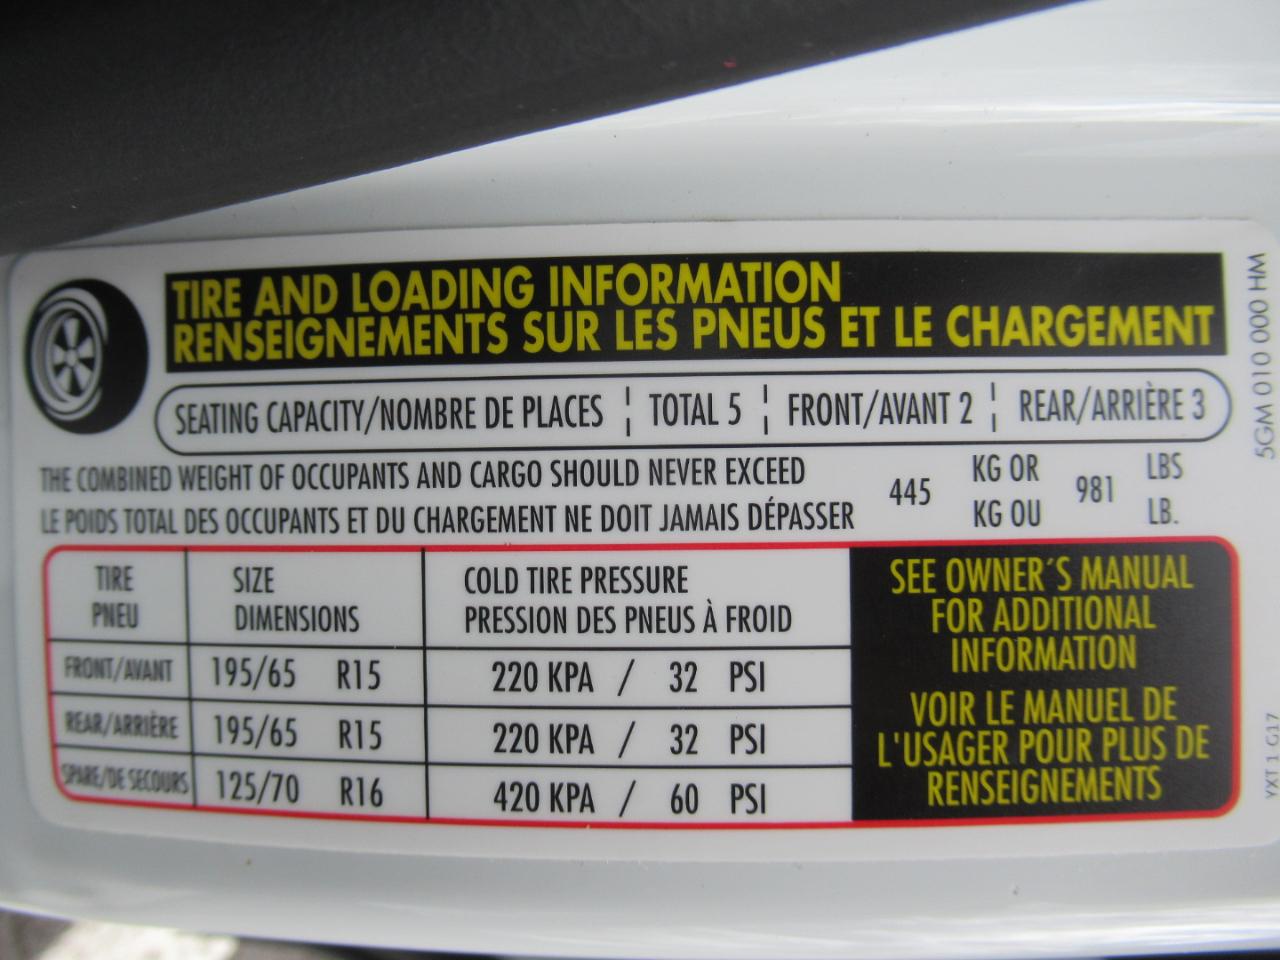 TIRE AND LOADING INFORMATION
RENSEIGNEMENTS SUR LES PNEUS ET LE CHARGEMENT
SEATING CAPACITY/NOMBRE DE PLACES ¦ TOTAL 5 ¦ FRONT/AVANT 2 ¦ REAR/ARRIÈRE 3
THE COMBINED WEIGHT OF OCCUPANTS AND CARGO SHOULD NEVER EXCEED 445 KG OR 981 LBS
LE POIDS TOTAL DES OCCUPANTS ET DU CHARGEMENT NE DOIT JAMAIS DÉPASSER KG OU LB.
TIRE SIZE COLD TIRE PRESSURE
PNEU DIMENSIONS PRESSION DES PNEUS À FROID
FRONT/AVANT 195/65 R15 220 KPA / 32 PSI
REAR/ARRIÈRE 195/65 R15 220 KPA / 32 PSI
SPARE/DE SECOURS 125/70 R16 420 KPA / 60 PSI
SEE OWNER´S MANUAL
FOR ADDITIONAL
INFORMATION
VOIR LE MANUEL DE
L'USAGER POUR PLUS DE
RENSEIGNEMENTS
5GM 010 000 HM
YXT 1 G17